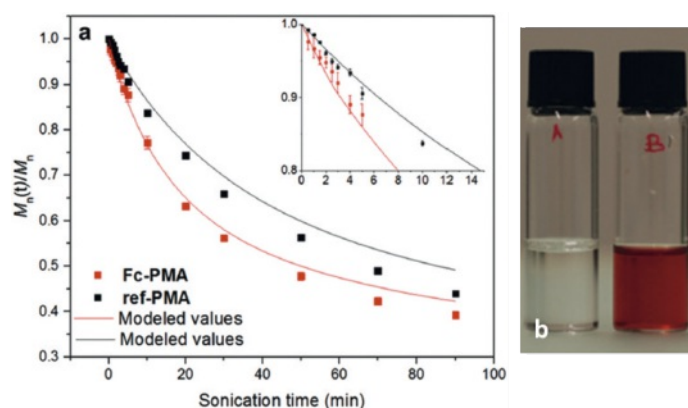 a
1.0
0.9
0.8
0.7
0.6
0.5
0.4
0.3
Mn(t)/Mn
0
20
40
60
80
100
Sonication time (min)
Fc-PMA
ref-PMA
Modeled values
Modeled values
1.0
0.9
0.8
0
2
4
6
8
10
12
14
A
B
b